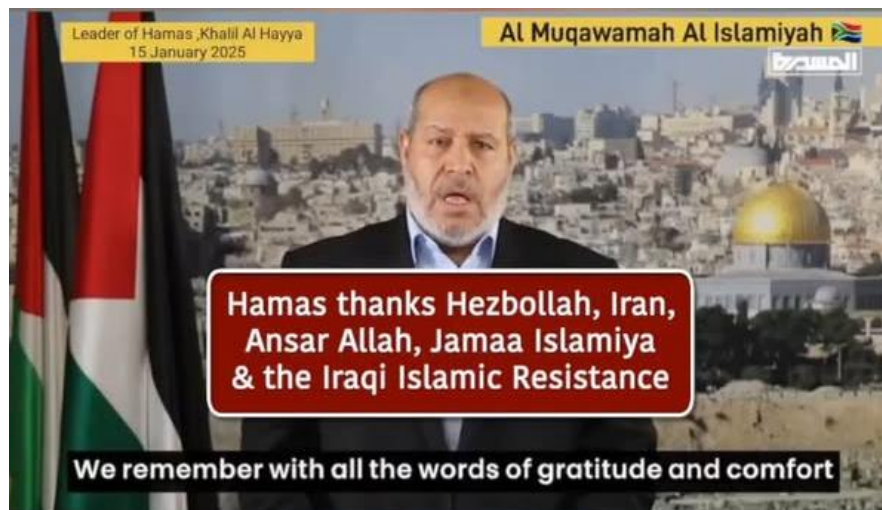 Leader of Hamas ,Khalil Al Hayya
15 January 2025
Al Muqawamah Al Islamiyah
المسيرة
Hamas thanks Hezbollah, Iran,
Ansar Allah, Jamaa Islamiya
& the Iraqi Islamic Resistance
We remember with all the words of gratitude and comfort